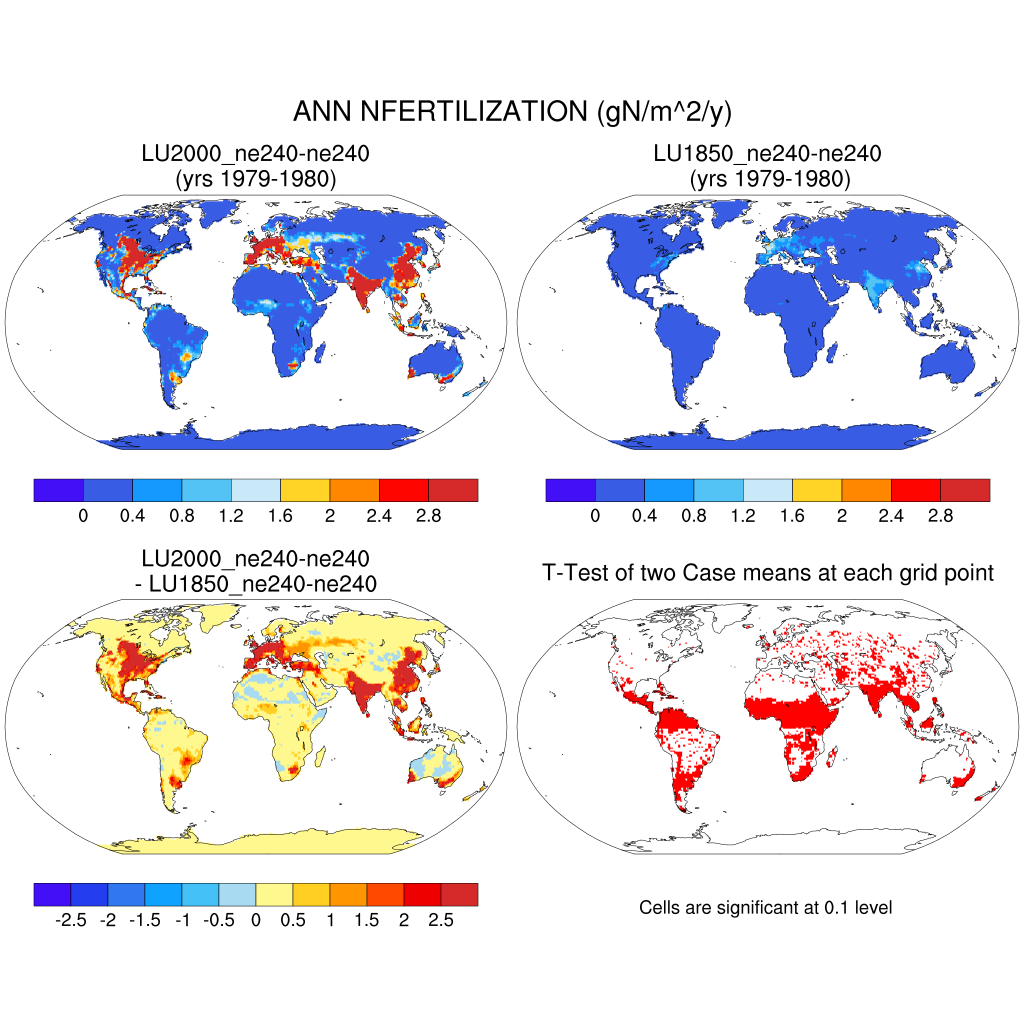 ANN NFERTILIZATION (gN/m^2/y)
LU2000_ne240-ne240
(yrs 1979-1980)
LU1850_ne240-ne240
(yrs 1979-1980)
0 0.4 0.8 1.2 1.6 2 2.4 2.8
0 0.4 0.8 1.2 1.6 2 2.4 2.8
LU2000_ne240-ne240
- LU1850_ne240-ne240
T-Test of two Case means at each grid point
-2.5 -2 -1.5 -1 -0.5 0 0.5 1 1.5 2 2.5
Cells are significant at 0.1 level